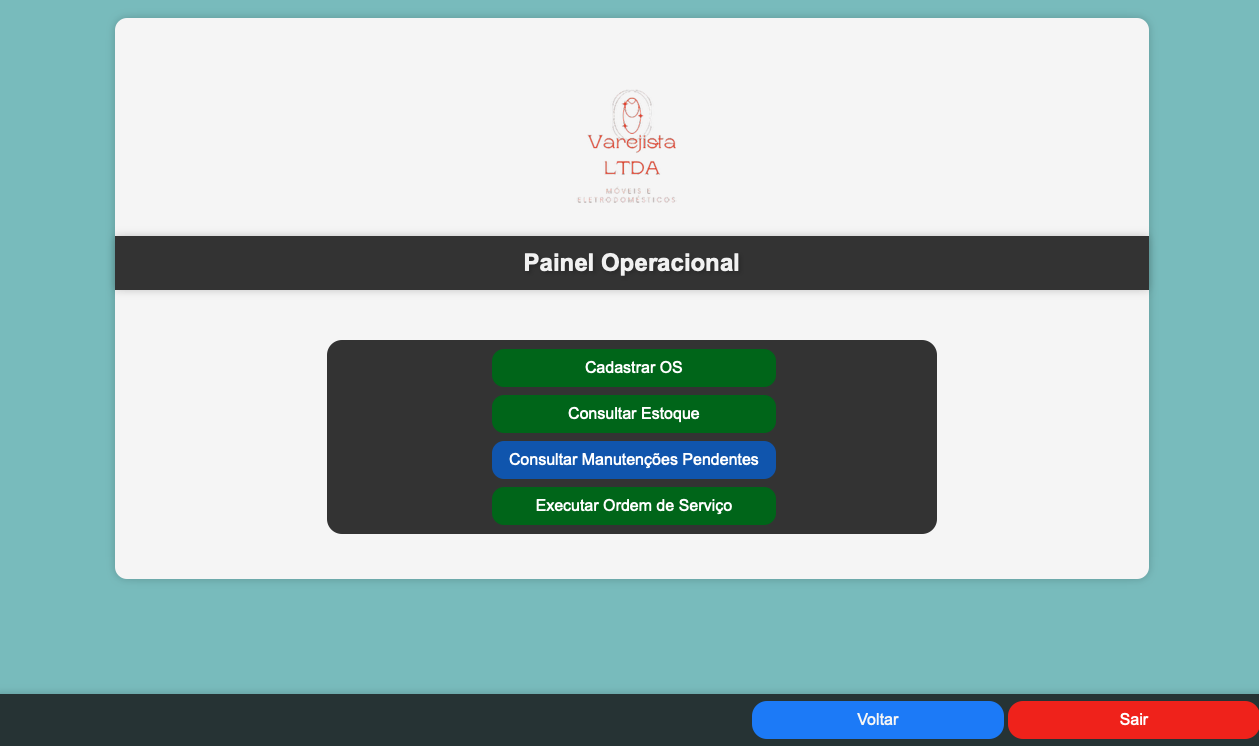 Varejista
LTDA
MÓVEIS E
ELETRODOMÉSTICOS
Painel Operacional
Cadastrar OS
Consultar Estoque
Consultar Manutenções Pendentes
Executar Ordem de Serviço
Voltar
Sair